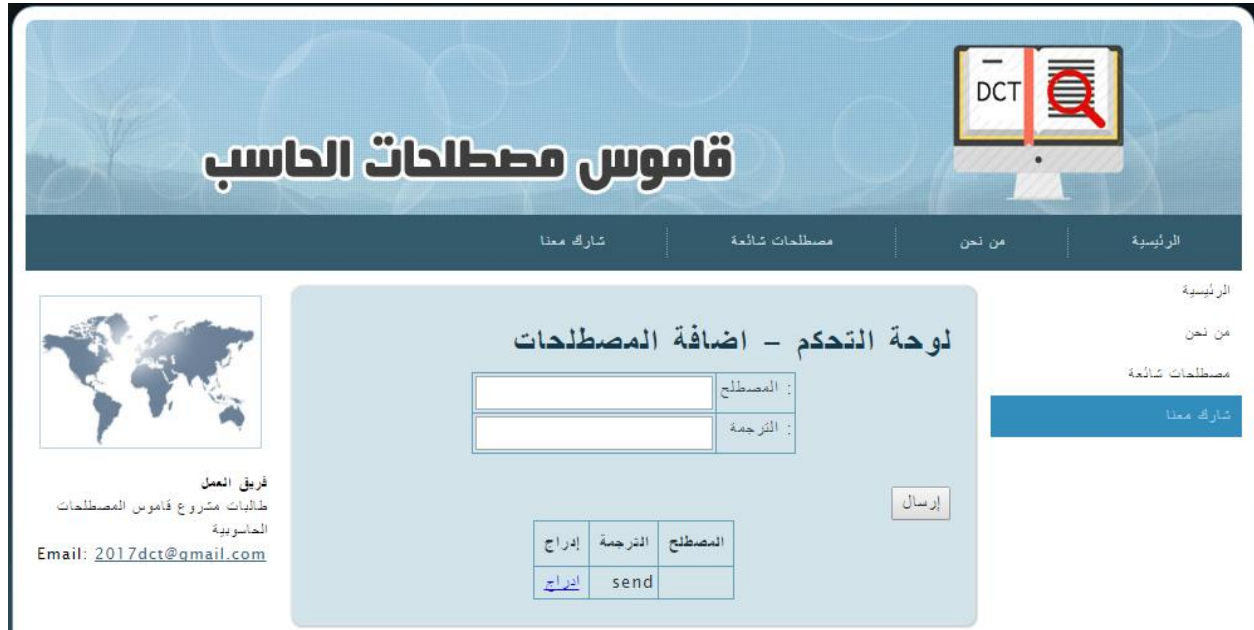 DCT
قاموس مصطلحات الحاسب
الرئيسية من نحن مصطلحات شائعة شارك معنا
الرئيسية
من نحن
مصطلحات شائعة
شارك معنا
لوحة التحكم – اضافة المصطلحات
المصطلح :
الترجمة :
إرسال
المصطلح الترجمة إدراج
send ادراج
فريق العمل
طالبات مشروع قاموس المصطلحات
الحاسوبية
Email: 2017dct@gmail.com